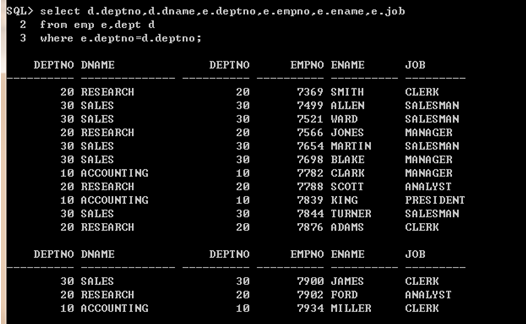 SQL> select d.deptno,d.dname,e.deptno,e.empno,e.ename,e.job
2 from emp e,dept d
3 where e.deptno=d.deptno;
DEPTNO DNAME DEPTNO EMPNO ENAME JOB
---------- -------------- ---------- ---------- ---------- ---------
20 RESEARCH 20 7369 SMITH CLERK
30 SALES 30 7499 ALLEN SALESMAN
30 SALES 30 7521 WARD SALESMAN
20 RESEARCH 20 7566 JONES MANAGER
30 SALES 30 7654 MARTIN SALESMAN
30 SALES 30 7698 BLAKE MANAGER
10 ACCOUNTING 10 7782 CLARK MANAGER
20 RESEARCH 20 7788 SCOTT ANALYST
10 ACCOUNTING 10 7839 KING PRESIDENT
30 SALES 30 7844 TURNER SALESMAN
20 RESEARCH 20 7876 ADAMS CLERK
DEPTNO DNAME DEPTNO EMPNO ENAME JOB
---------- -------------- ---------- ---------- ---------- ---------
30 SALES 30 7900 JAMES CLERK
20 RESEARCH 20 7902 FORD ANALYST
10 ACCOUNTING 10 7934 MILLER CLERK